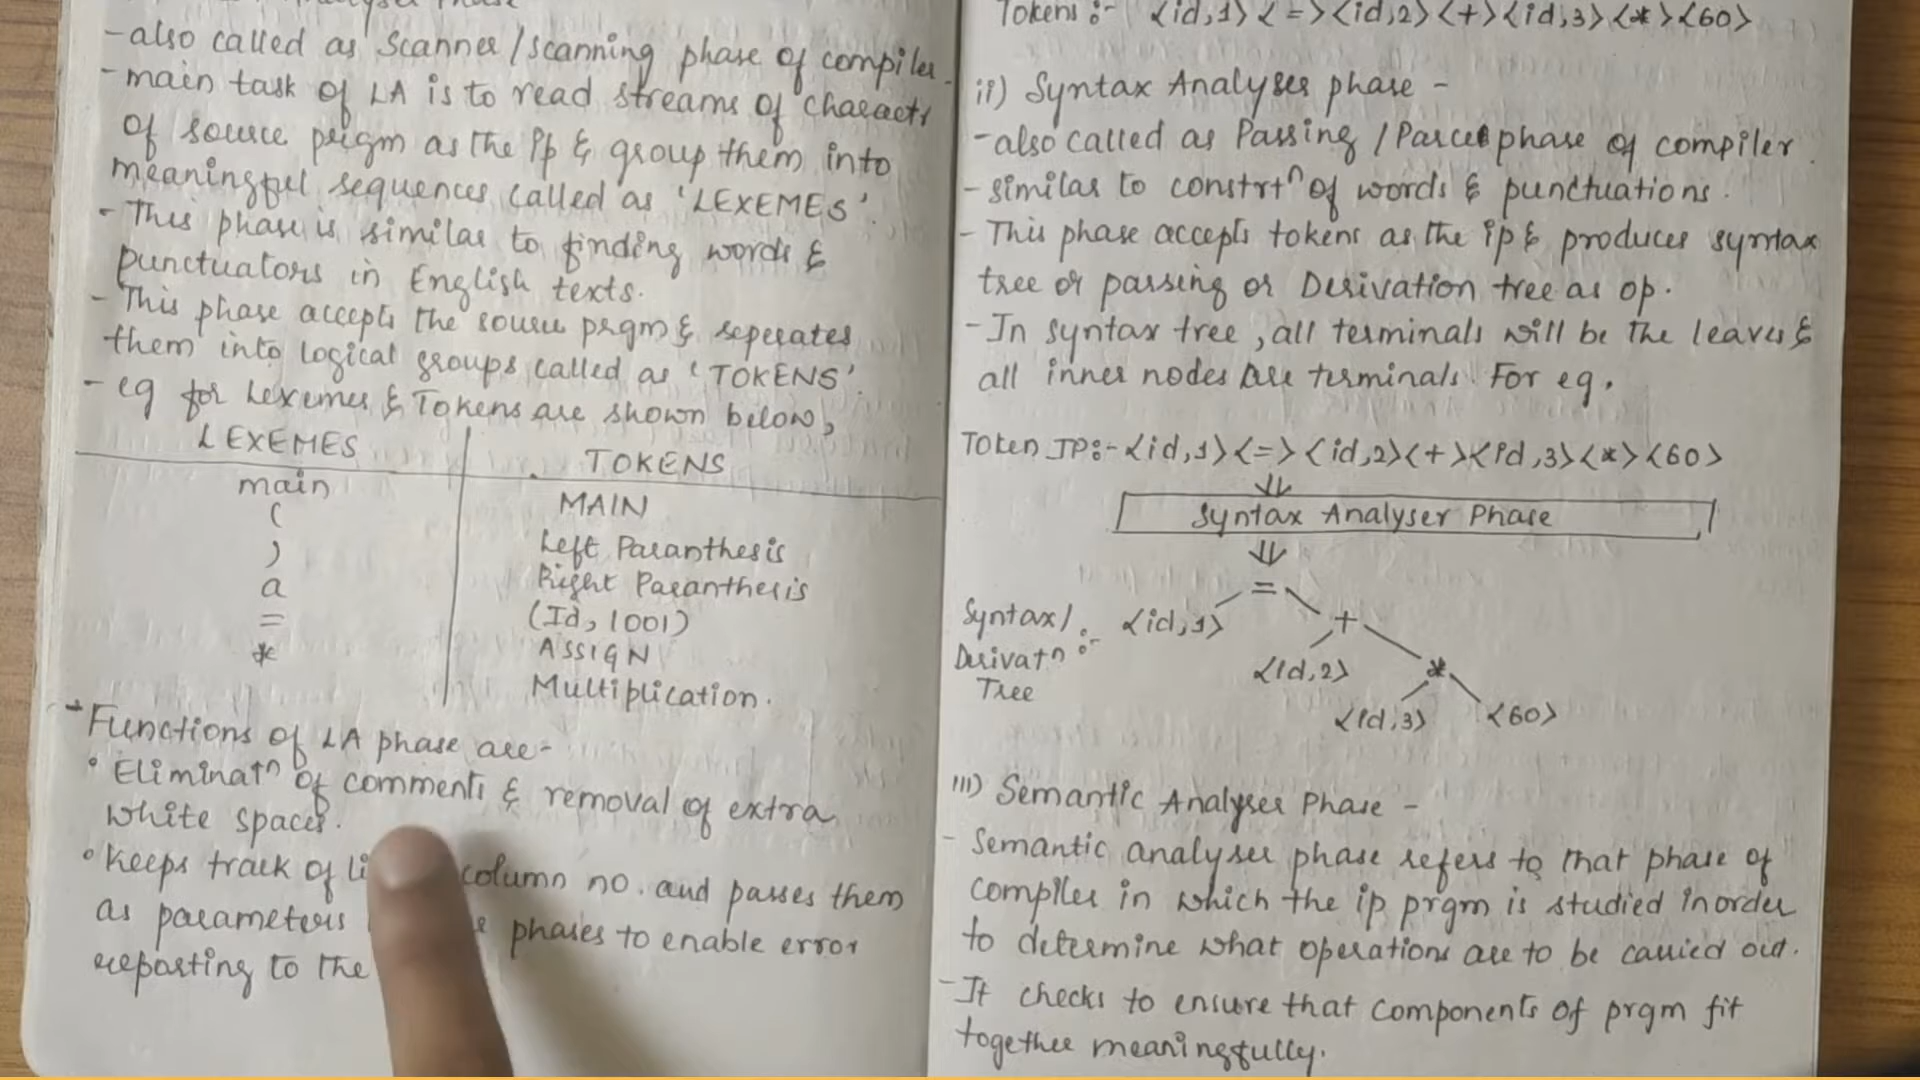 Analyser Phase
- also called as Scanner / scanning phase of compiler.
- main task of LA is to read streams of charactr
of source prigm as the ip & group them into
meaningful sequences called as 'LEXEMES'.
- This phase is similar to finding words &
punctuators in English texts.
- This phase accepts the source prgm & seperates
them into logical groups called as 'TOKENS'.
- eg for Lexemes & Tokens are shown below,
LEXEMES TOKENS
main MAIN
( Left Paranthesis
) Right Paranthesis
a (Id, 1001)
= ASSIGN
* Multiplication.
- Functions of LA phase are-
• Eliminatn of comments & removal of extra
white spaces.
• Keeps track of column no. and passes them
as parameters phases to enable error
reporting to the
Tokens :- <id,1> <=> <id,2> <+> <id,3> <*> <60>
ii) Syntax Analyser phase -
- also called as Passing / Parcer phase of compiler.
- similar to constrtn of words & punctuations.
- This phase accepts tokens as the ip & produces syntax
tree or parsing or Derivation tree as op.
- In syntax tree, all terminals will be the leaves &
all inner nodes are terminals. For eg.
Token IP:- <id,1> <=> <id,2> <+> <id,3> <*> <60>
Syntax Analyser Phase
=
Syntax/ <id,1> +
Derivatn :- <id,2> *
Tree <id,3> <60>
iii) Semantic Analyser Phase -
- Semantic analyser phase refers to that phase of
compiler in which the ip prgm is studied inorder
to determine what operations are to be carried out.
- It checks to ensure that components of prgm fit
together meaningfully.